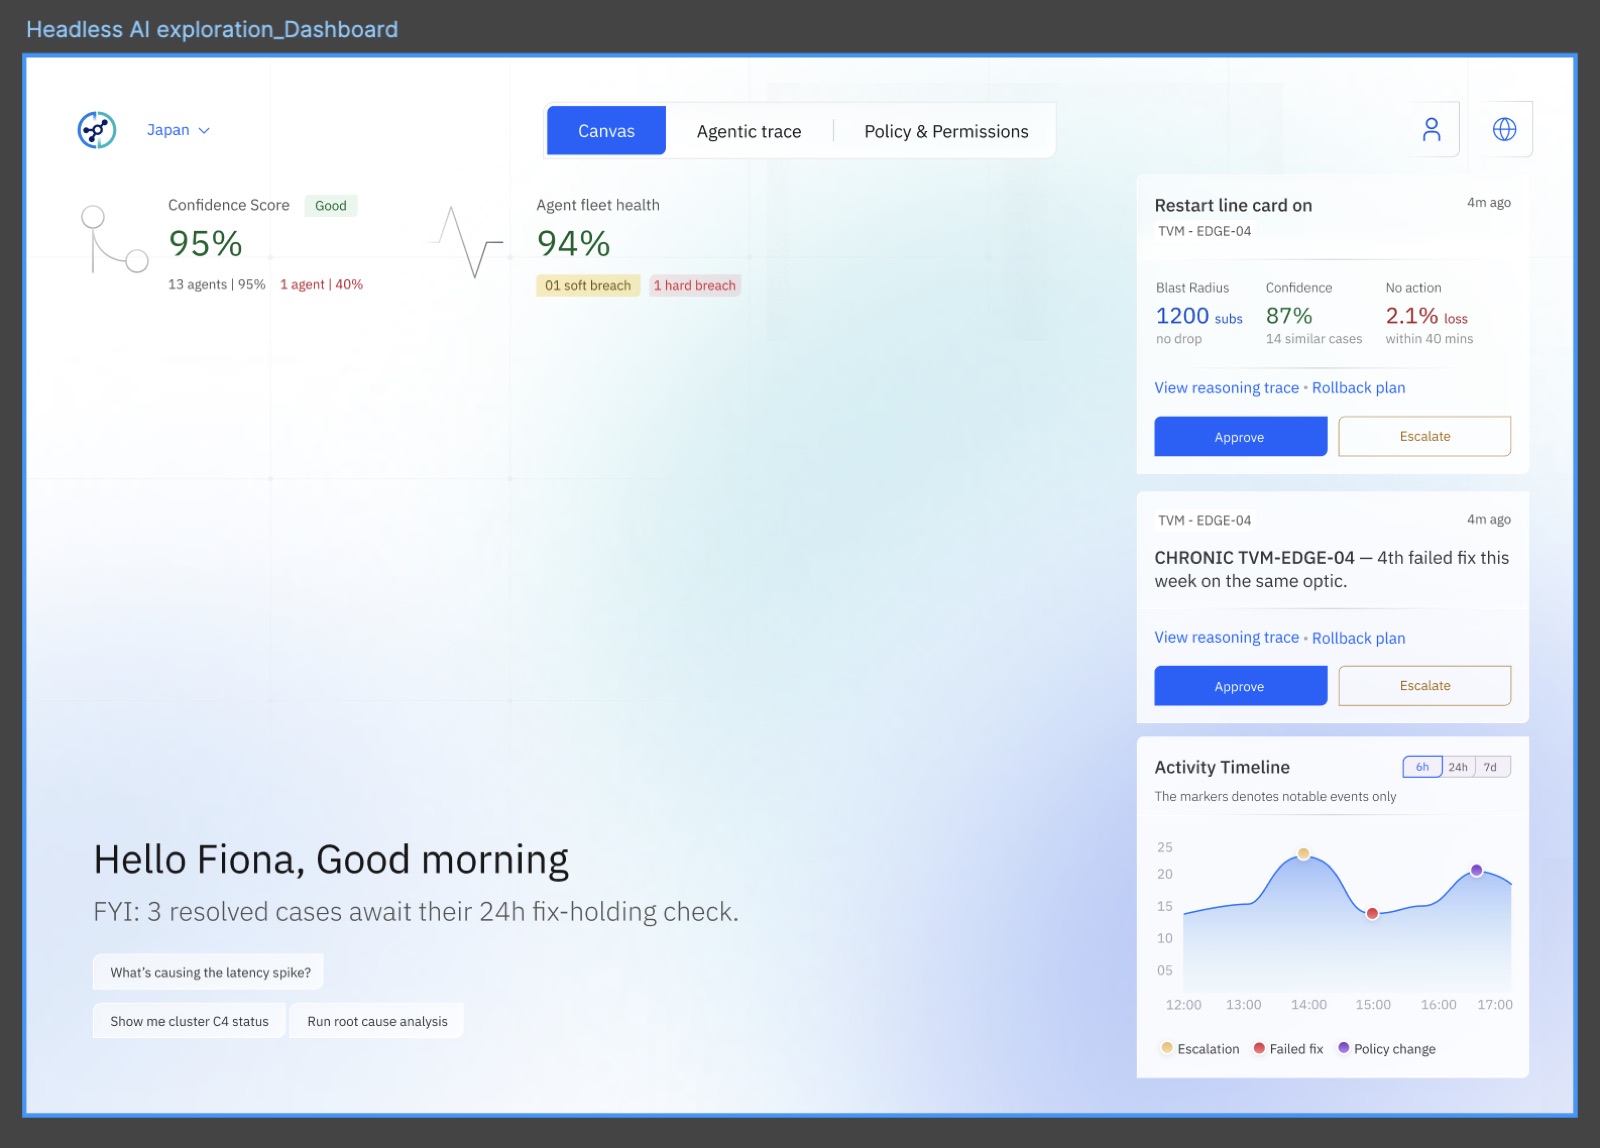 Headless AI exploration_Dashboard
Japan
Canvas
Agentic trace
Policy & Permissions
Confidence Score
Good
95%
13 agents | 95%
1 agent | 40%
Agent fleet health
94%
01 soft breach
1 hard breach
Restart line card on
4m ago
TVM - EDGE-04
Blast Radius
Confidence
No action
1200 subs
87%
2.1% loss
no drop
14 similar cases
within 40 mins
View reasoning trace • Rollback plan
Approve
Escalate
TVM - EDGE-04
4m ago
CHRONIC TVM-EDGE-04 — 4th failed fix this
week on the same optic.
View reasoning trace • Rollback plan
Approve
Escalate
Activity Timeline
6h
24h
7d
The markers denotes notable events only
25
20
15
10
05
12:00
13:00
14:00
15:00
16:00
17:00
Escalation
Failed fix
Policy change
Hello Fiona, Good morning
FYI: 3 resolved cases await their 24h fix-holding check.
What's causing the latency spike?
Show me cluster C4 status
Run root cause analysis